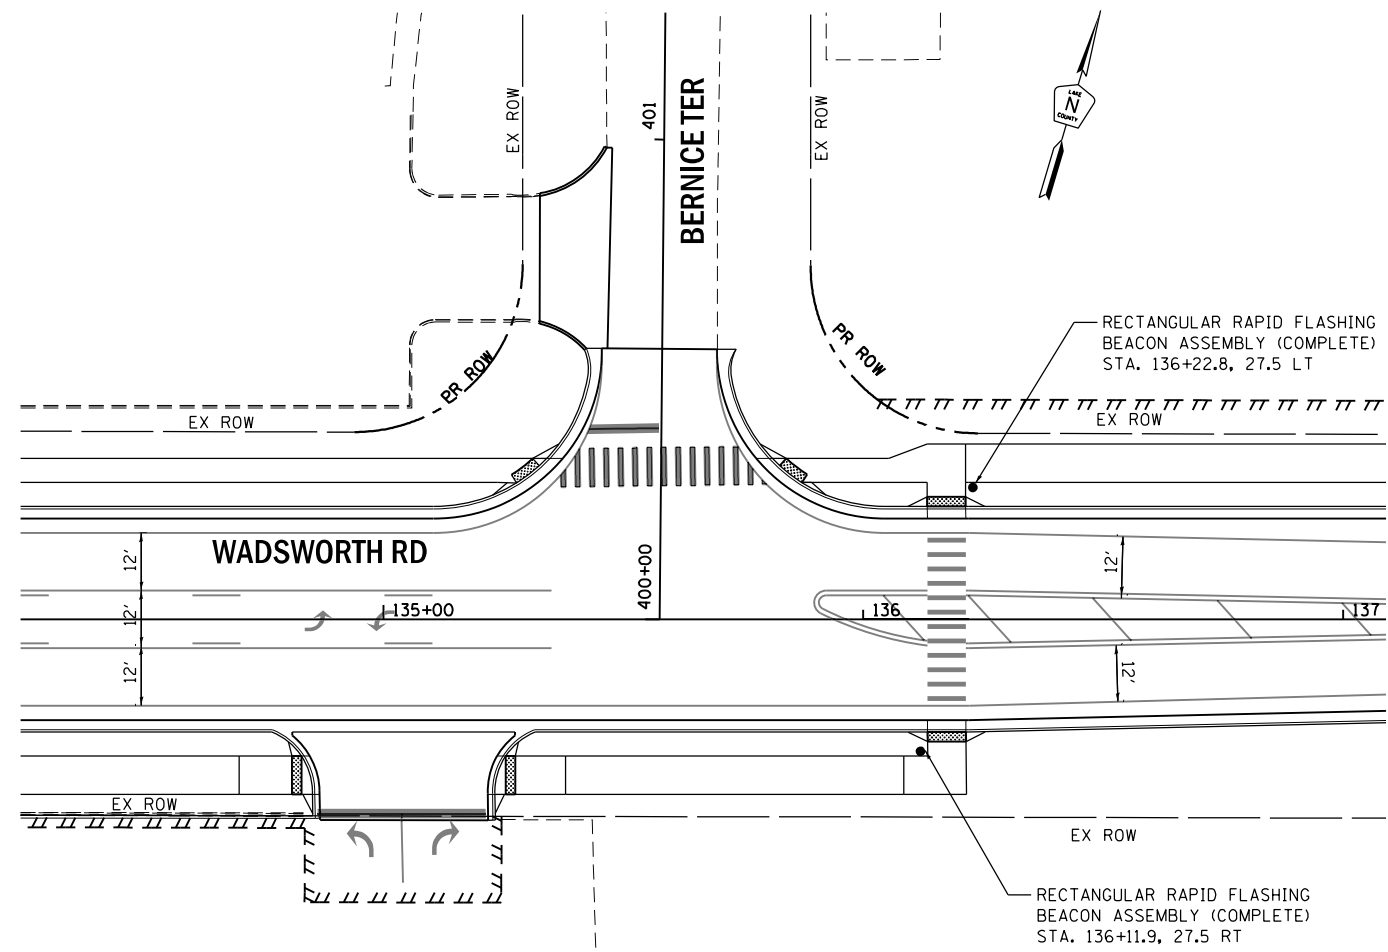 401
BERNICE TER
EX ROW
EX ROW
LAKE
N
COUNTY
PR ROW
PR ROW
RECTANGULAR RAPID FLASHING
BEACON ASSEMBLY (COMPLETE)
STA. 136+22.8, 27.5 LT
EX ROW
EX ROW
WADSWORTH RD
12'
12'
12'
135+00
400+00
136
137
12'
12'
EX ROW
EX ROW
RECTANGULAR RAPID FLASHING
BEACON ASSEMBLY (COMPLETE)
STA. 136+11.9, 27.5 RT